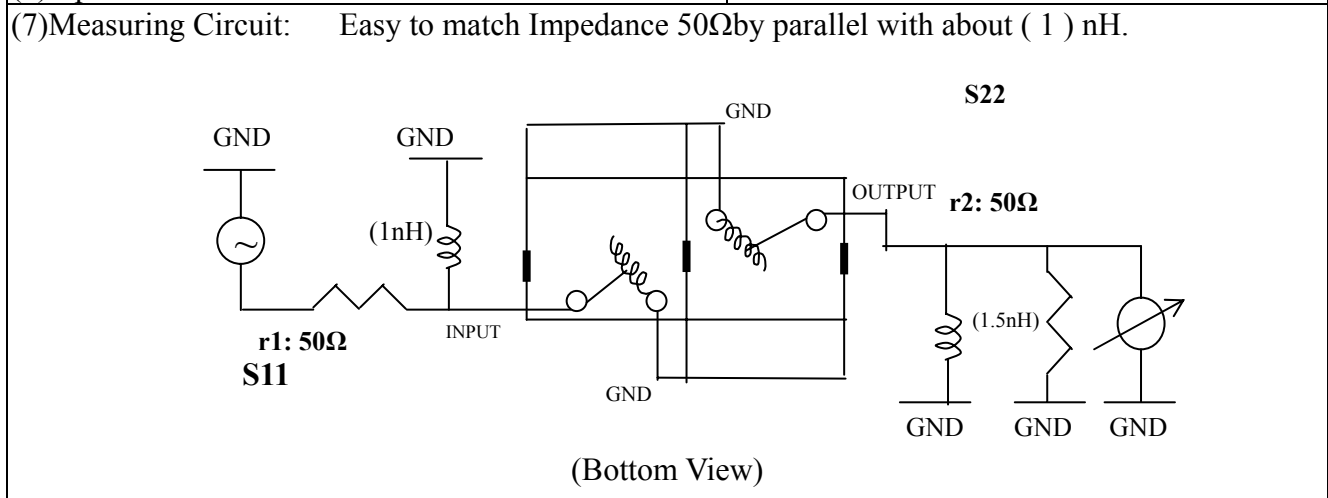 (7)Measuring Circuit: Easy to match Impedance 50Ωby parallel with about ( 1 ) nH.
S22
GND
GND
GND
OUTPUT
r2: 50Ω
(1nH)
(1.5nH)
INPUT
r1: 50Ω
S11
GND
GND
GND
GND
(Bottom View)